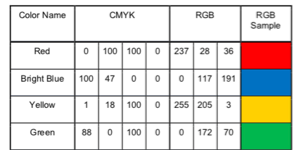 Color Name CMYK RGB RGB Sample
Red 0 100 100 0 237 28 36
Bright Blue 100 47 0 0 0 117 191
Yellow 1 18 100 0 255 205 3
Green 88 0 100 0 0 172 70